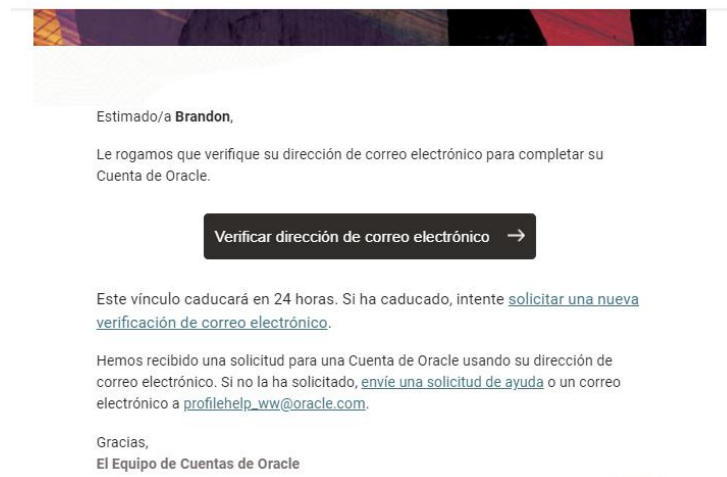 Estimado/a Brandon,
Le rogamos que verifique su dirección de correo electrónico para completar su
Cuenta de Oracle.
Verificar dirección de correo electrónico →
Este vínculo caducará en 24 horas. Si ha caducado, intente solicitar una nueva
verificación de correo electrónico.
Hemos recibido una solicitud para una Cuenta de Oracle usando su dirección de
correo electrónico. Si no la ha solicitado, envíe una solicitud de ayuda o un correo
electrónico a profilehelp_ww@oracle.com.
Gracias,
El Equipo de Cuentas de Oracle